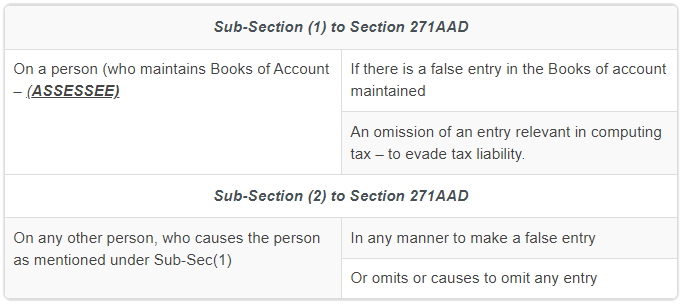 Sub-Section (1) to Section 271AAD
On a person (who maintains Books of Account
– (ASSESSEE)
If there is a false entry in the Books of account
maintained
An omission of an entry relevant in computing
tax – to evade tax liability.
Sub-Section (2) to Section 271AAD
On any other person, who causes the person
as mentioned under Sub-Sec(1)
In any manner to make a false entry
Or omits or causes to omit any entry